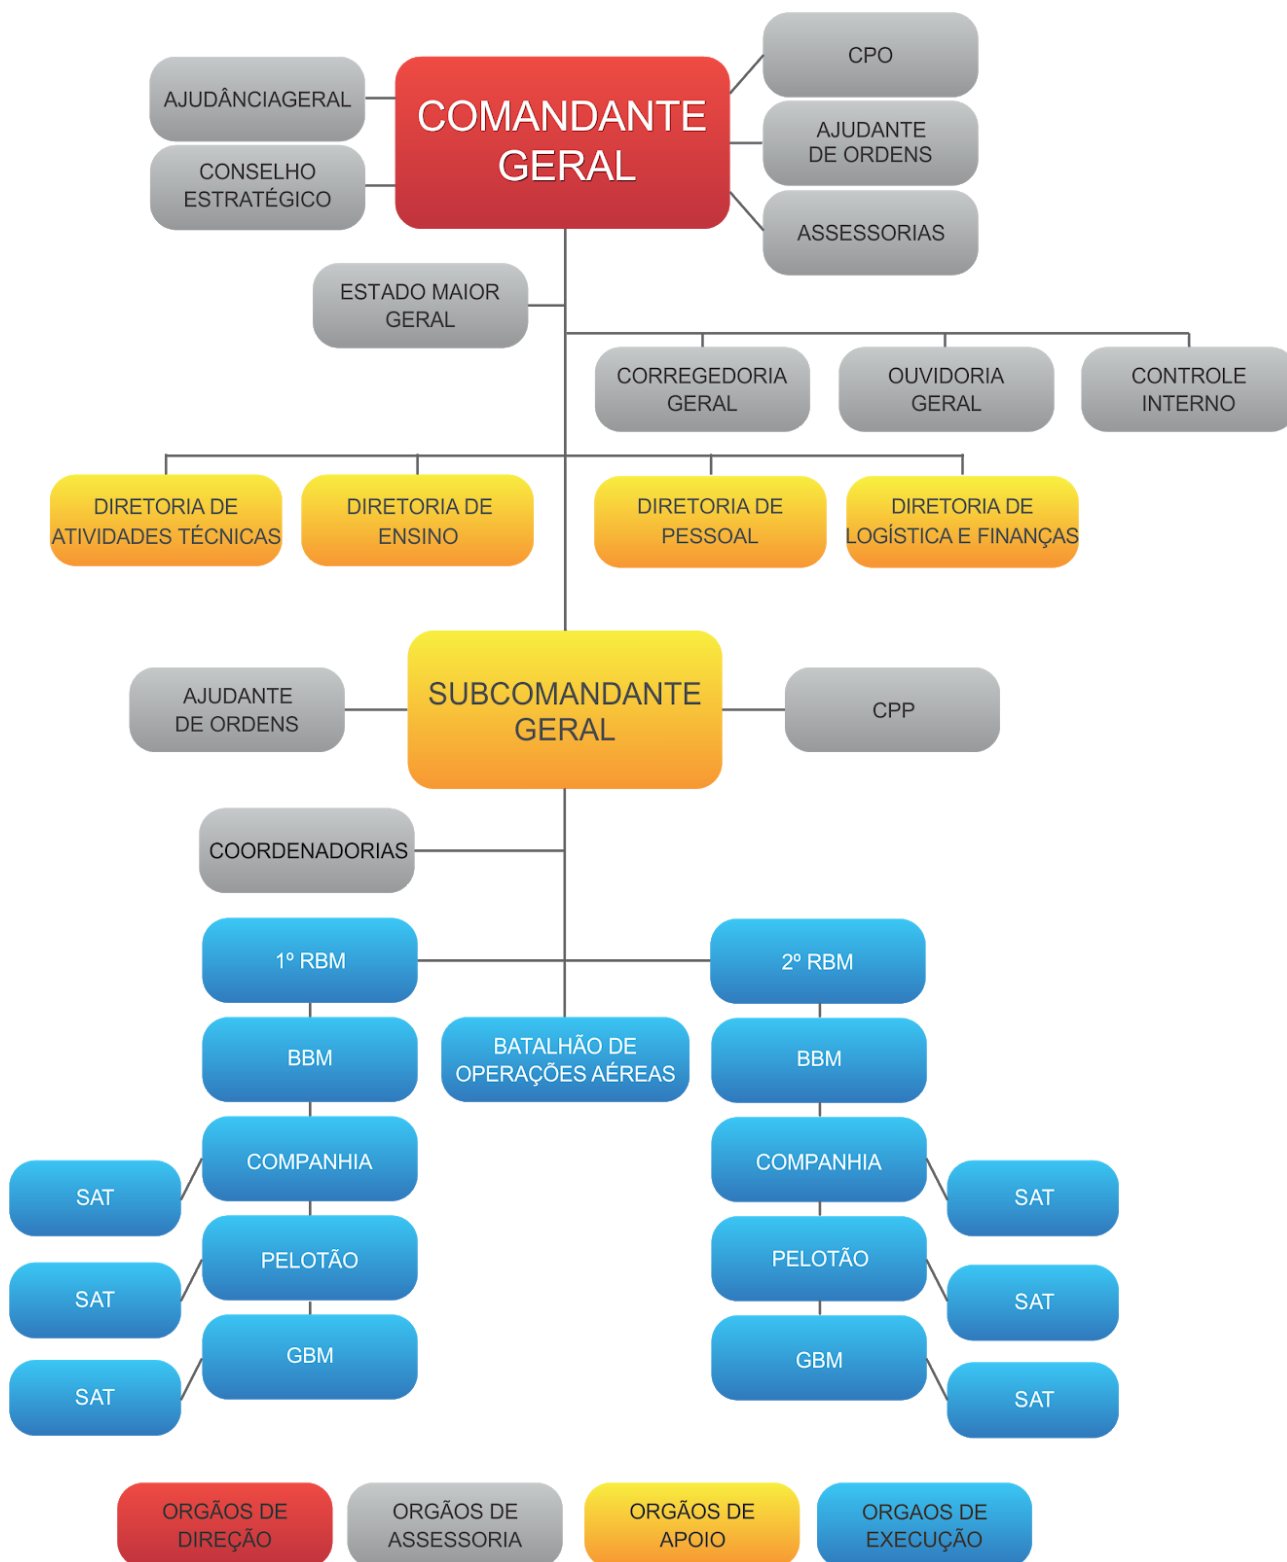 CPO
AJUDÂNCIAGERAL
COMANDANTE
GERAL
AJUDANTE
DE ORDENS
CONSELHO
ESTRATÉGICO
ASSESSORIAS
ESTADO MAIOR
GERAL
CORREGEDORIA
GERAL
OUVIDORIA
GERAL
CONTROLE
INTERNO
DIRETORIA DE
ATIVIDADES TÉCNICAS
DIRETORIA DE
ENSINO
DIRETORIA DE
PESSOAL
DIRETORIA DE
LOGÍSTICA E FINANÇAS
AJUDANTE
DE ORDENS
SUBCOMANDANTE
GERAL
CPP
COORDENADORIAS
1º RBM
2º RBM
BBM
BATALHÃO DE
OPERAÇÕES AÉREAS
BBM
COMPANHIA
COMPANHIA
SAT
SAT
PELOTÃO
PELOTÃO
SAT
SAT
GBM
GBM
SAT
SAT
ORGÃOS DE
DIREÇÃO
ORGÃOS DE
ASSESSORIA
ORGÃOS DE
APOIO
ORGAOS DE
EXECUÇÃO